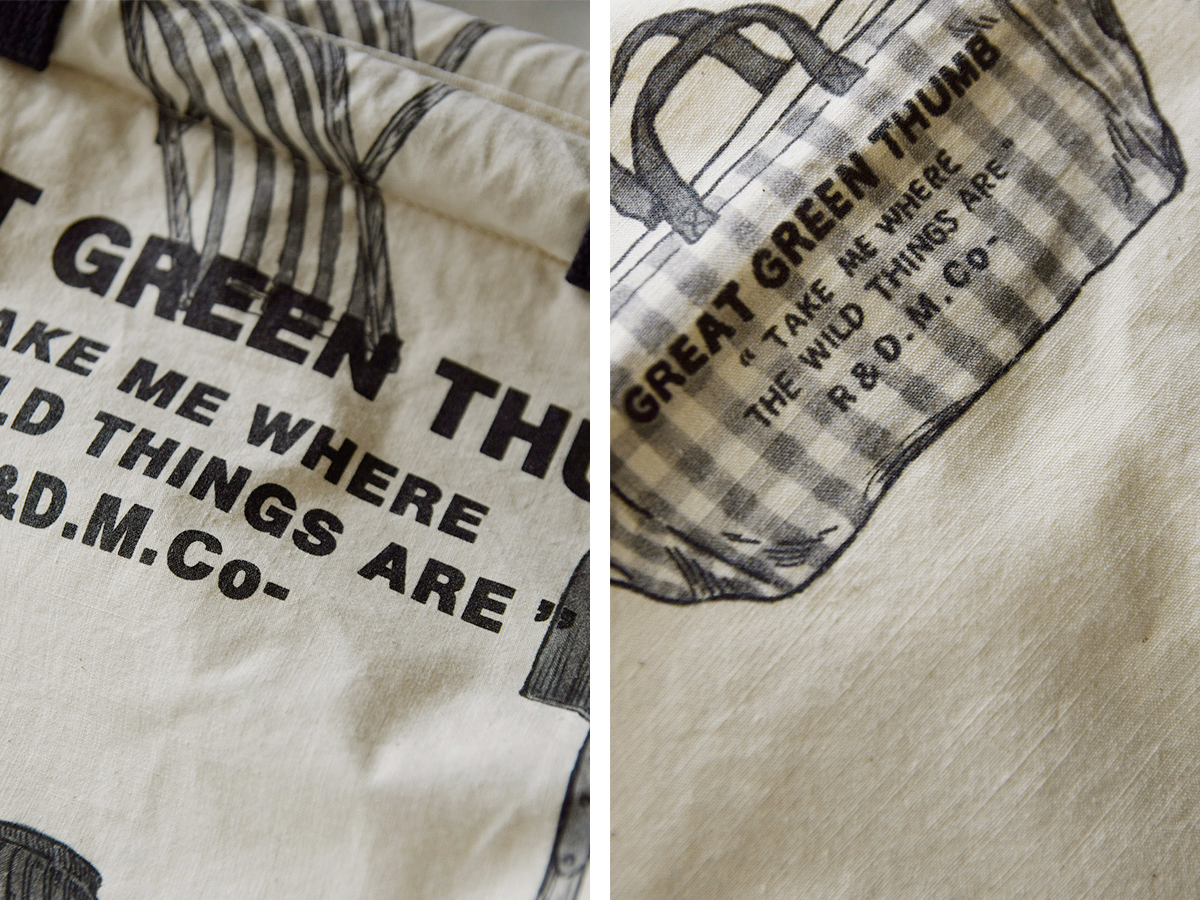 T GREEN THU
AKE ME WHERE
LD THINGS ARE”
&D.M.Co-
GREAT GREEN THUMB
“TAKE ME WHERE
THE WILD THINGS ARE”
R&D.M.Co-